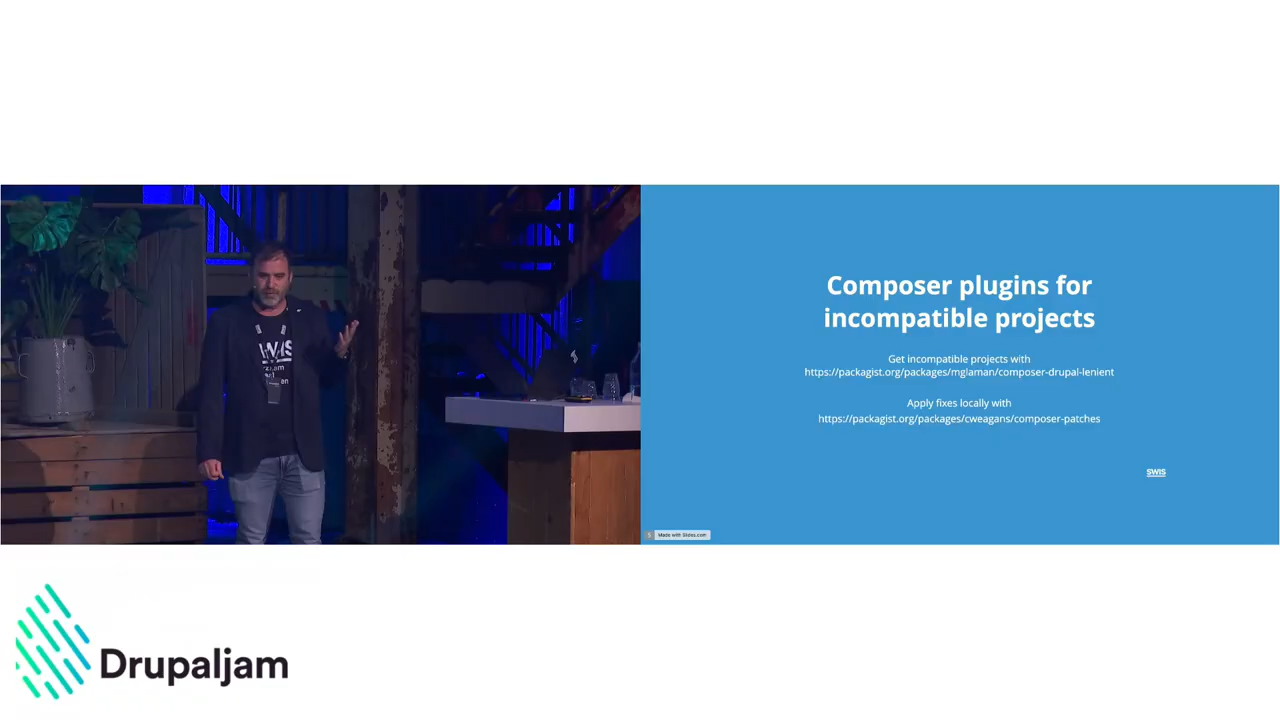 Composer plugins for
incompatible projects
Get incompatible projects with
https://packagist.org/packages/mglaman/composer-drupal-lenient
Apply fixes locally with
https://packagist.org/packages/cweagans/composer-patches
SWIS
Made with Slides.com
Drupaljam